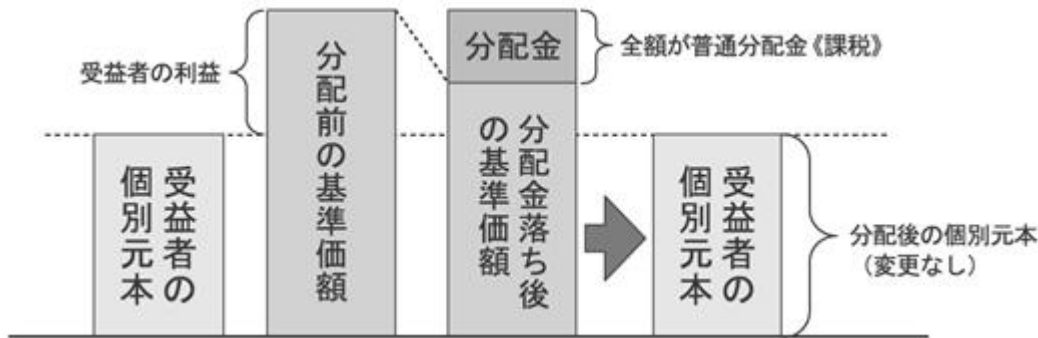 受益者の利益
受益者の
個別元本
分配前の基準価額
分配金
分配金落ち後
の基準価額
全額が普通分配金《課税》
受益者の
個別元本
分配後の個別元本
（変更なし）